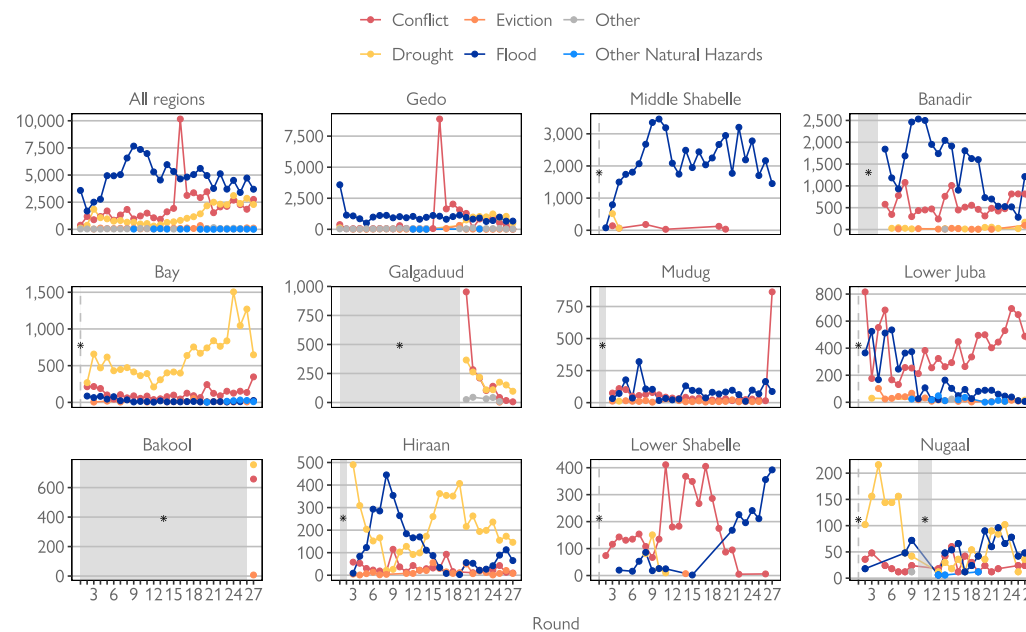 Conflict Eviction Other
Drought Flood Other Natural Hazards
All regions Gedo Middle Shabelle Banadir
10,000 7,500 5,000 2,500 0
7,500 5,000 2,500 0
3,000 2,000 1,000 0
2,500 2,000 1,500 1,000 500 0
* *
Bay Galgaduud Mudug Lower Juba
1,500 1,000 500 0
1,000 750 500 250 0
750 500 250 0
800 600 400 200 0
* * * *
Bakool Hiraan Lower Shabelle Nugaal
600 400 200 0
500 400 300 200 100 0
400 300 200 100 0
200 150 100 50 0
* * * * *
3 6 9 12 15 18 21 24 27
3 6 9 12 15 18 21 24 27
3 6 9 12 15 18 21 24 27
3 6 9 12 15 18 21 24
Round